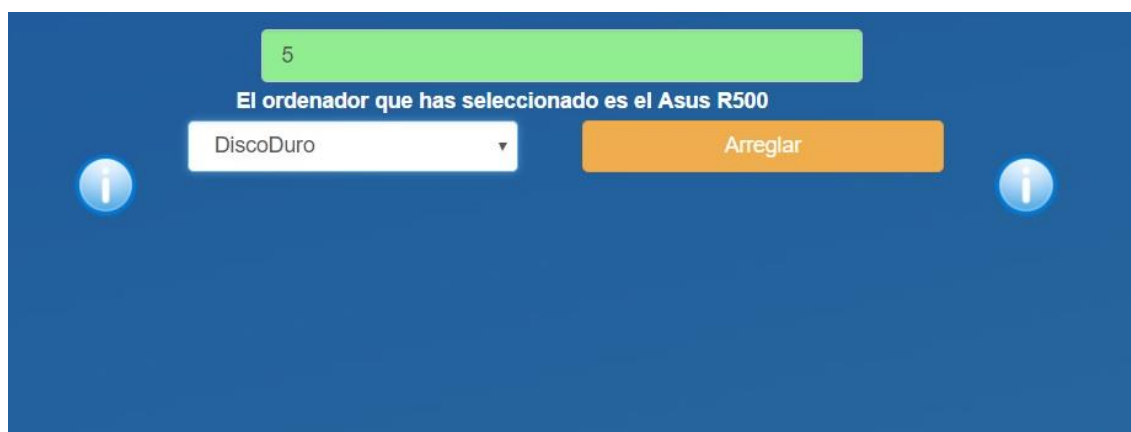 5
El ordenador que has seleccionado es el Asus R500
DiscoDuro
Arreglar